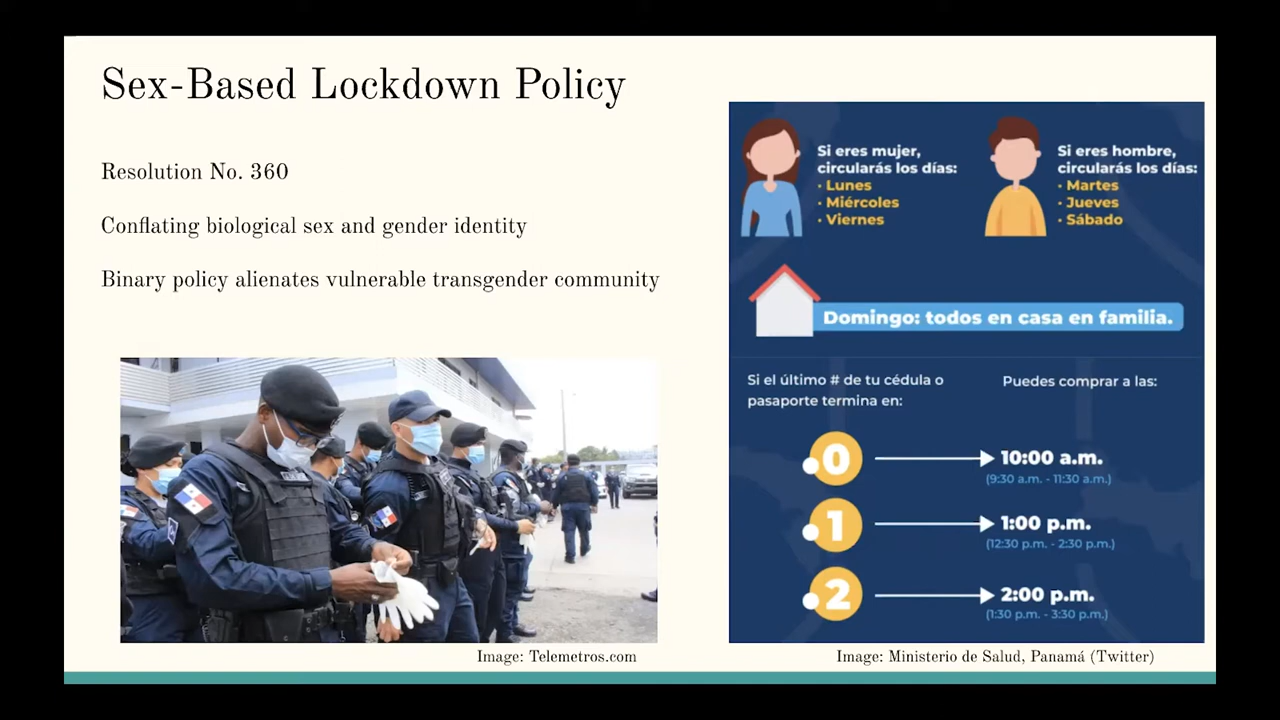 Sex-Based Lockdown Policy
Resolution No. 360
Conflating biological sex and gender identity
Binary policy alienates vulnerable transgender community
Image: Telemetros.com
Si eres mujer,
circularás los días:
· Lunes
· Miércoles
· Viernes
Si eres hombre,
circularás los días:
· Martes
· Jueves
· Sábado
Domingo: todos en casa en familia.
Si el último # de tu cédula o
pasaporte termina en:
Puedes comprar a las:
0
10:00 a.m.
(9:30 a.m. - 11:30 a.m.)
1
1:00 p.m.
(12:30 p.m. - 2:30 p.m.)
2
2:00 p.m.
(1:30 p.m. - 3:30 p.m.)
Image: Ministerio de Salud, Panamá (Twitter)